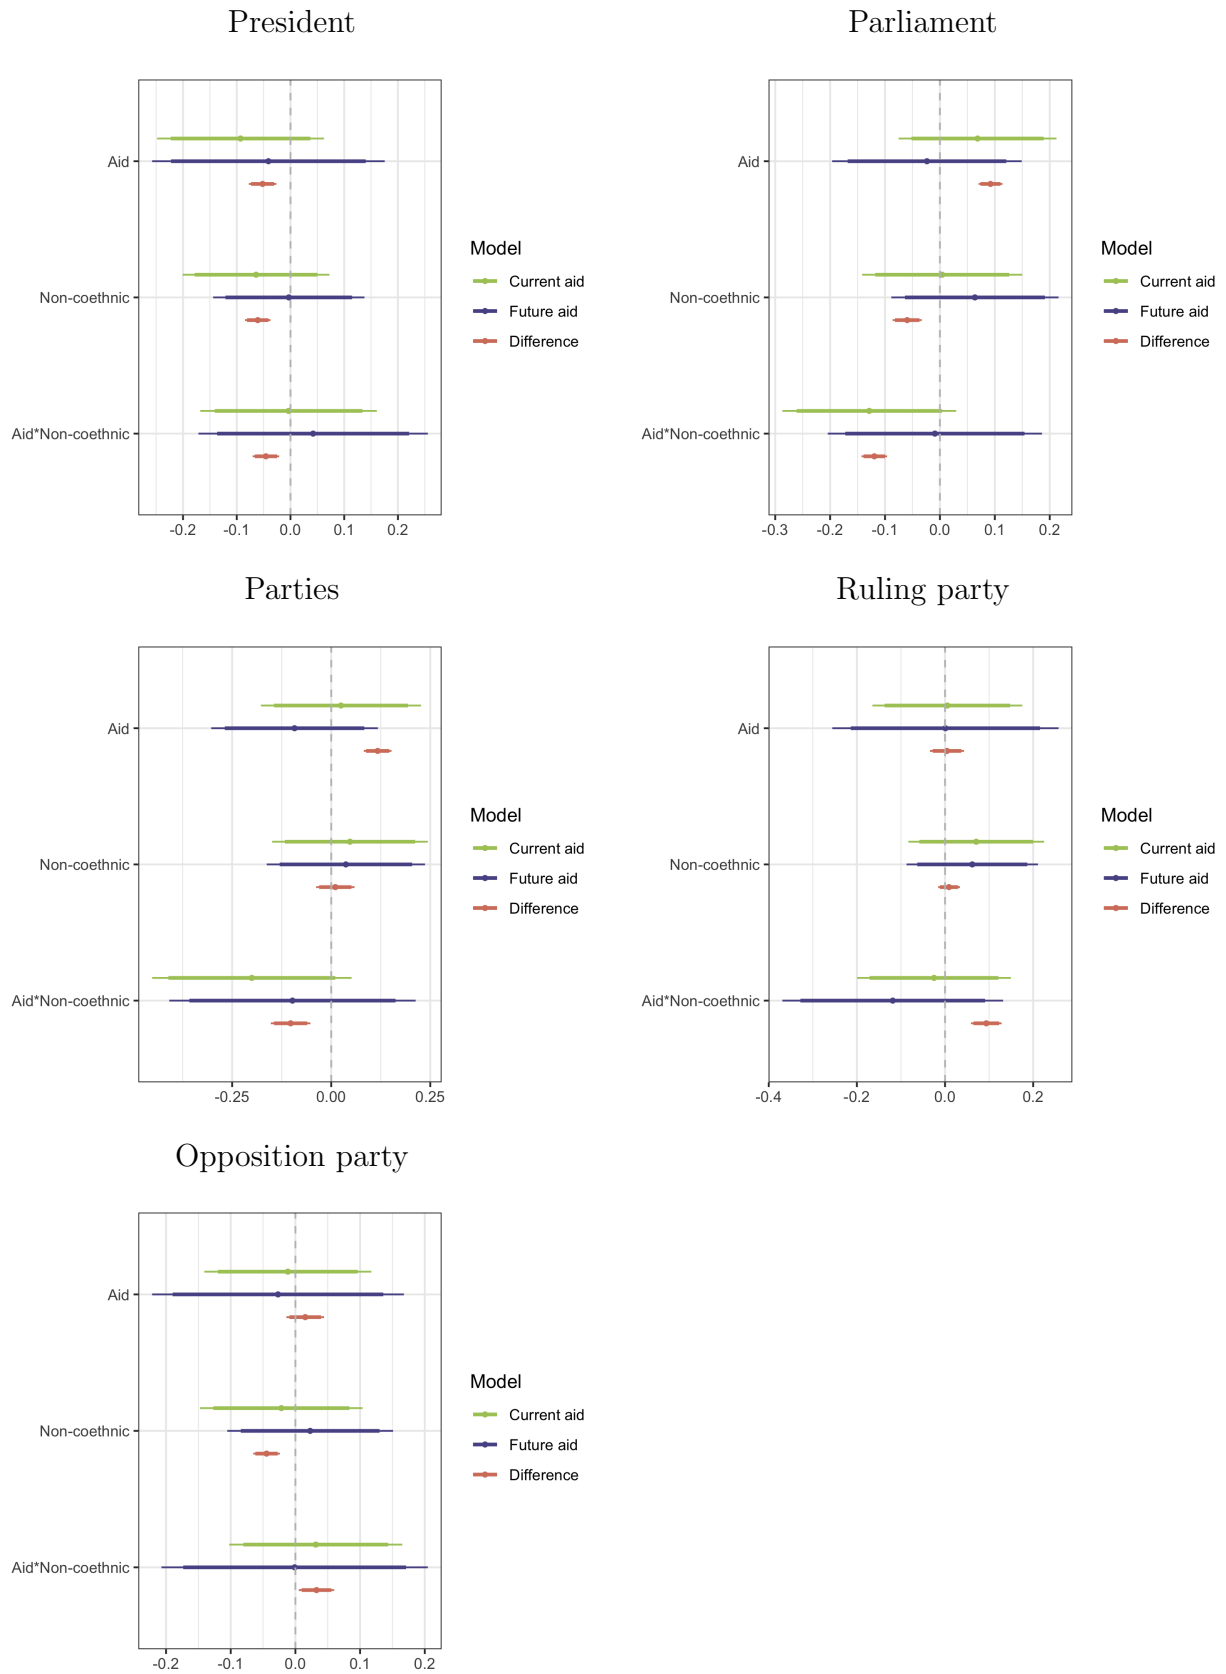 President
Aid
Non-coethnic
Aid*Non-coethnic
-0.2 -0.1 0.0 0.1 0.2
Model
Current aid
Future aid
Difference
Parliament
Aid
Non-coethnic
Aid*Non-coethnic
-0.3 -0.2 -0.1 0.0 0.1 0.2
Model
Current aid
Future aid
Difference
Parties
Aid
Non-coethnic
Aid*Non-coethnic
-0.25 0.00 0.25
Model
Current aid
Future aid
Difference
Ruling party
Aid
Non-coethnic
Aid*Non-coethnic
-0.4 -0.2 0.0 0.2
Model
Current aid
Future aid
Difference
Opposition party
Aid
Non-coethnic
Aid*Non-coethnic
-0.2 -0.1 0.0 0.1 0.2
Model
Current aid
Future aid
Difference